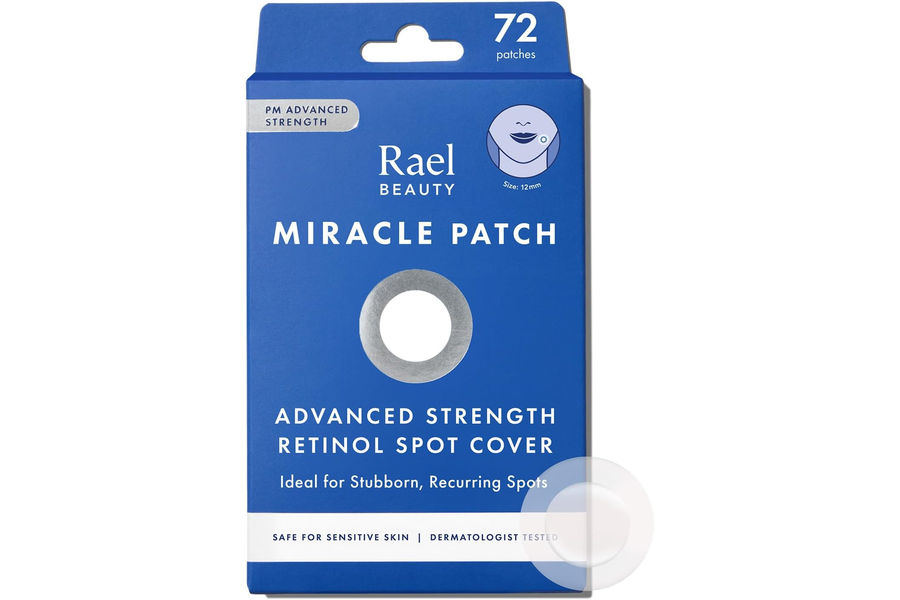 72
patches
PM ADVANCED
STRENGTH
Rael
BEAUTY
Size: 12mm
MIRACLE PATCH
ADVANCED STRENGTH
RETINOL SPOT COVER
Ideal for Stubborn, Recurring Spots
SAFE FOR SENSITIVE SKIN | DERMATOLOGIST TESTED